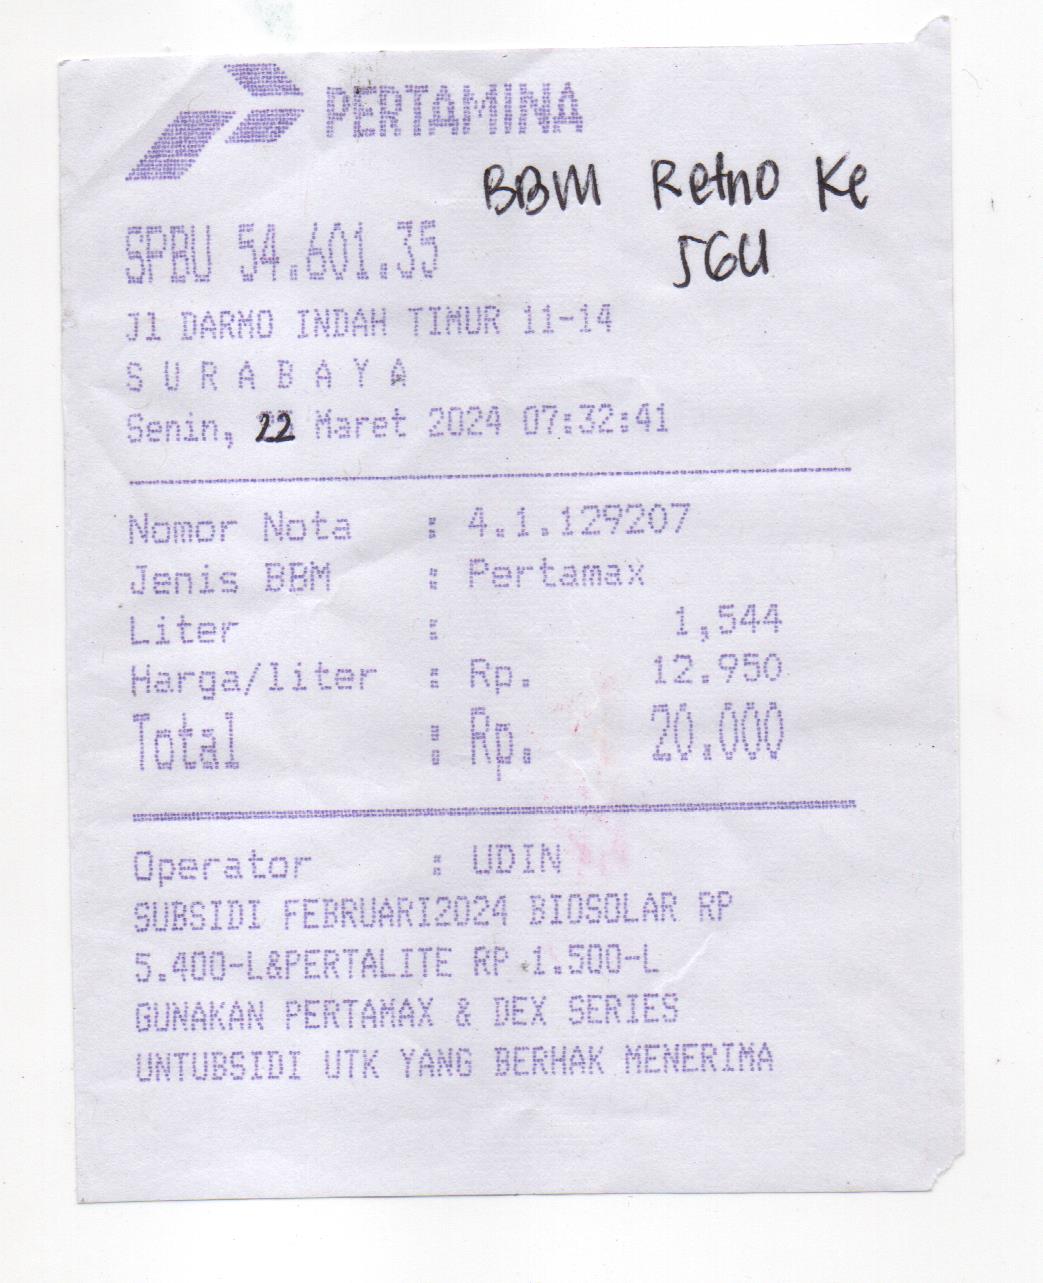 PERTAMINA
BBM Retno Ke
JGU
SPBU 54.601.35
Jl DARMO INDAH TIMUR 11-14
S U R A B A Y A
Senin, 22 Maret 2024 07:32:41
Nomor Nota : 4.1.129207
Jenis BBM : Pertamax
Liter : 1,544
Harga/liter : Rp. 12.950
Total : Rp. 20.000
Operator : UDIN
SUBSIDI FEBRUARI2024 BIOSOLAR RP
5.400-L&PERTALITE RP 1.500-L
GUNAKAN PERTAMAX & DEX SERIES
UNTUBSIDI UTK YANG BERHAK MENERIMA